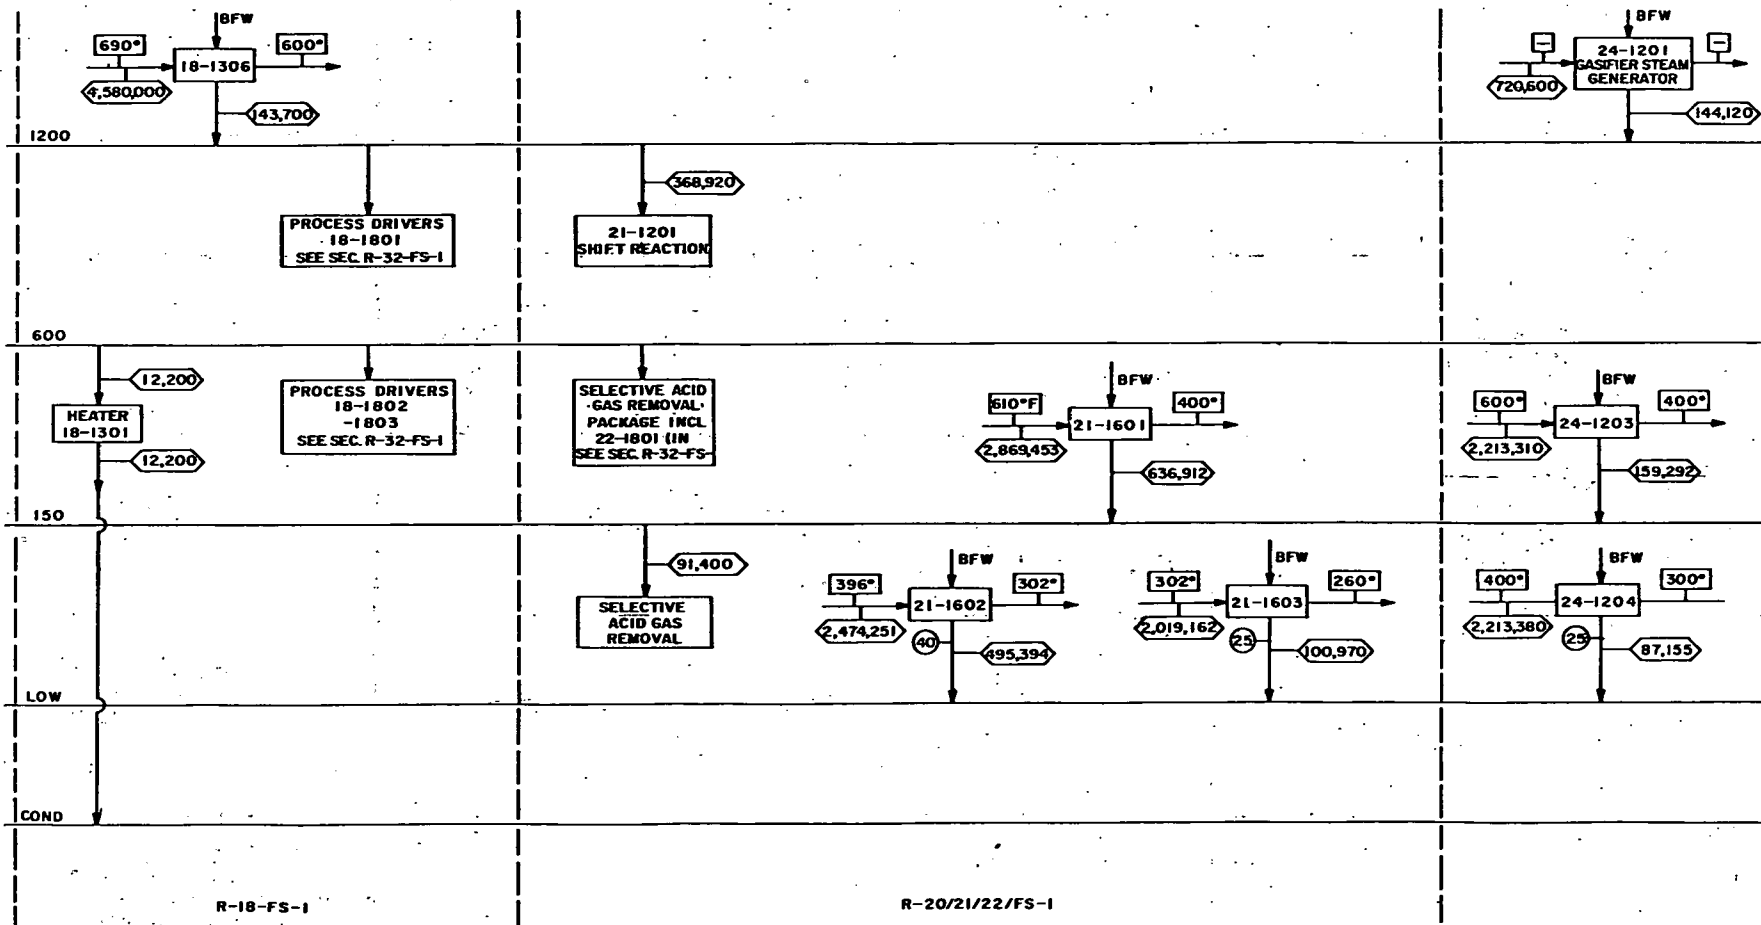 BFW
690°
600°
18-1306
4,580,000
143,700
BFW
24-1201
GASIFIER STEAM
GENERATOR
720,600
144,120
1200
368,920
PROCESS DRIVERS
18-1801
SEE SEC. R-32-FS-1
21-1201
SHIFT REACTION
600
12,200
HEATER
18-1301
12,200
PROCESS DRIVERS
18-1802
-1803
SEE SEC. R-32-FS-1
SELECTIVE ACID
GAS REMOVAL
PACKAGE INCL
22-1801 (IN
SEE SEC. R-32-FS-
BFW
610°F
400°
21-1601
2,869,453
636,912
BFW
600°
400°
24-1203
2,213,310
159,292
150
91,400
SELECTIVE
ACID GAS
REMOVAL
BFW
396°
302°
21-1602
2,474,251
40
495,394
BFW
302°
260°
21-1603
2,019,162
25
100,970
BFW
400°
300°
24-1204
2,213,380
25
87,155
LOW
COND
R-18-FS-1
R-20/21/22/FS-1